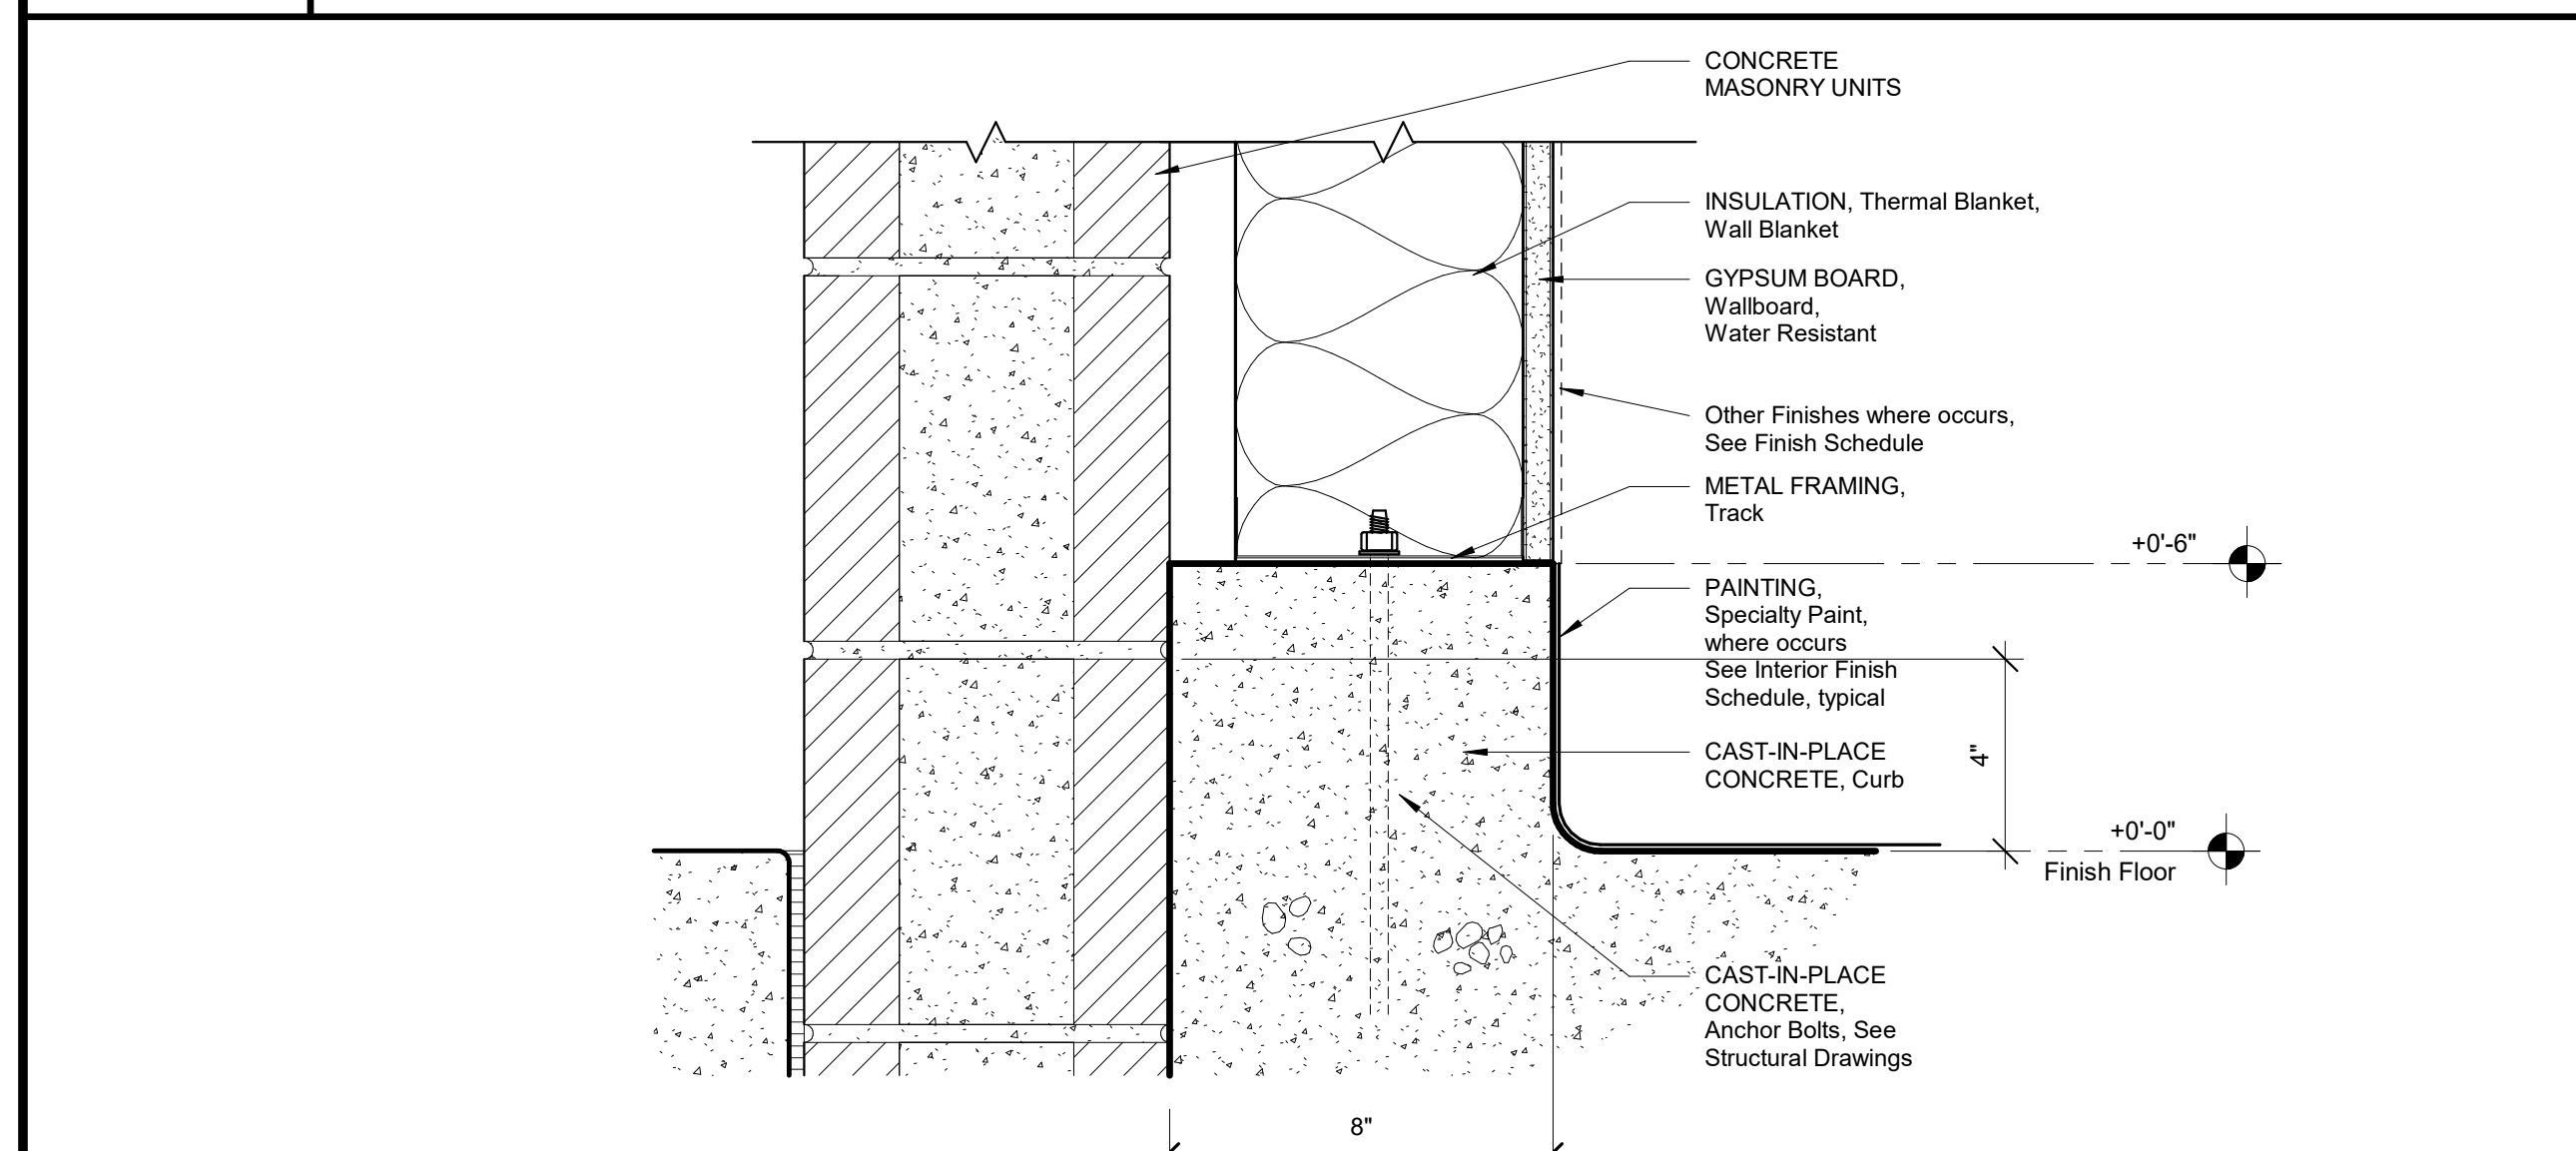 CONCRETE
MASONRY UNITS
INSULATION, Thermal Blanket,
Wall Blanket
GYPSUM BOARD,
Wallboard,
Water Resistant
Other Finishes where occurs,
See Finish Schedule
METAL FRAMING,
Track
+0'-6"
PAINTING,
Specialty Paint,
where occurs
See Interior Finish
Schedule, typical
CAST-IN-PLACE
CONCRETE, Curb
4"
+0'-0"
Finish Floor
CAST-IN-PLACE
CONCRETE,
Anchor Bolts, See
Structural Drawings
8"